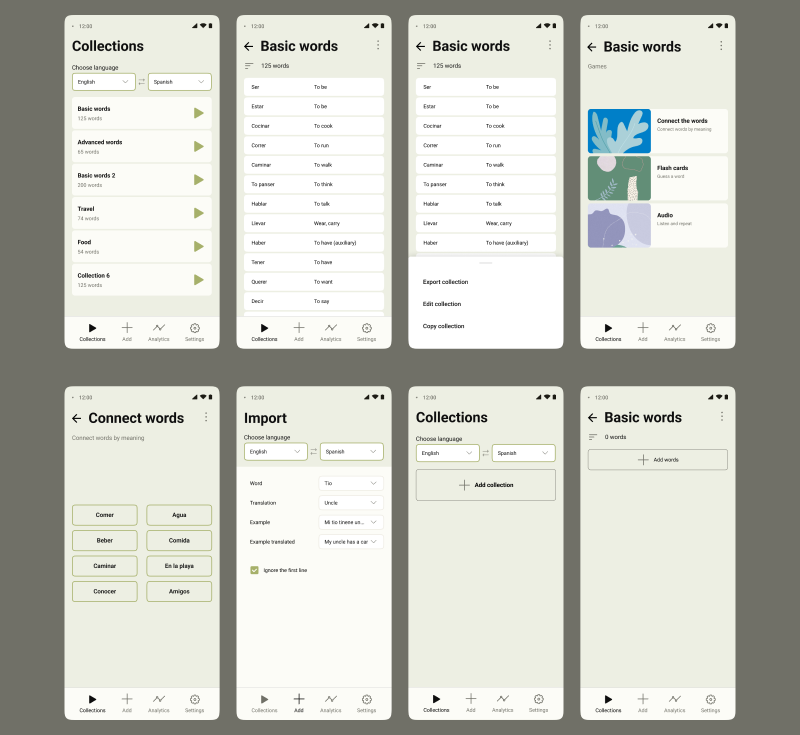 12:00
Collections
Choose language
English Spanish
Basic words
125 words
Advanced words
65 words
Basic words 2
200 words
Travel
74 words
Food
54 words
Collection 6
125 words
Collections Add Analytics Settings
12:00
Basic words
125 words
Ser To be
Estar To be
Cocinar To cook
Correr To run
Caminar To walk
To panser To think
Hablar To talk
Llevar Wear, carry
Haber To have (auxiliary)
Tener To have
Querer To want
Decir To say
Collections Add Analytics Settings
12:00
Basic words
125 words
Ser To be
Estar To be
Cocinar To cook
Correr To run
Caminar To walk
To panser To think
Hablar To talk
Llevar Wear, carry
Haber To have (auxiliary)
Export collection
Edit collection
Copy collection
12:00
Basic words
Games
Connect the words
Connect words by meaning
Flash cards
Guess a word
Audio
Listen and repeat
Collections Add Analytics Settings
12:00
Connect words
Connect words by meaning
Comer Agua
Beber Comida
Caminar En la playa
Conocer Amigos
Collections Add Analytics Settings
12:00
Import
Choose language
English Spanish
Word Tio
Translation Uncle
Example Mi tio tinene un...
Example translated My uncle has a car
Ignore the first line
Collections Add Analytics Settings
12:00
Collections
Choose language
English Spanish
Add collection
Collections Add Analytics Settings
12:00
Basic words
0 words
Add words
Collections Add Analytics Settings